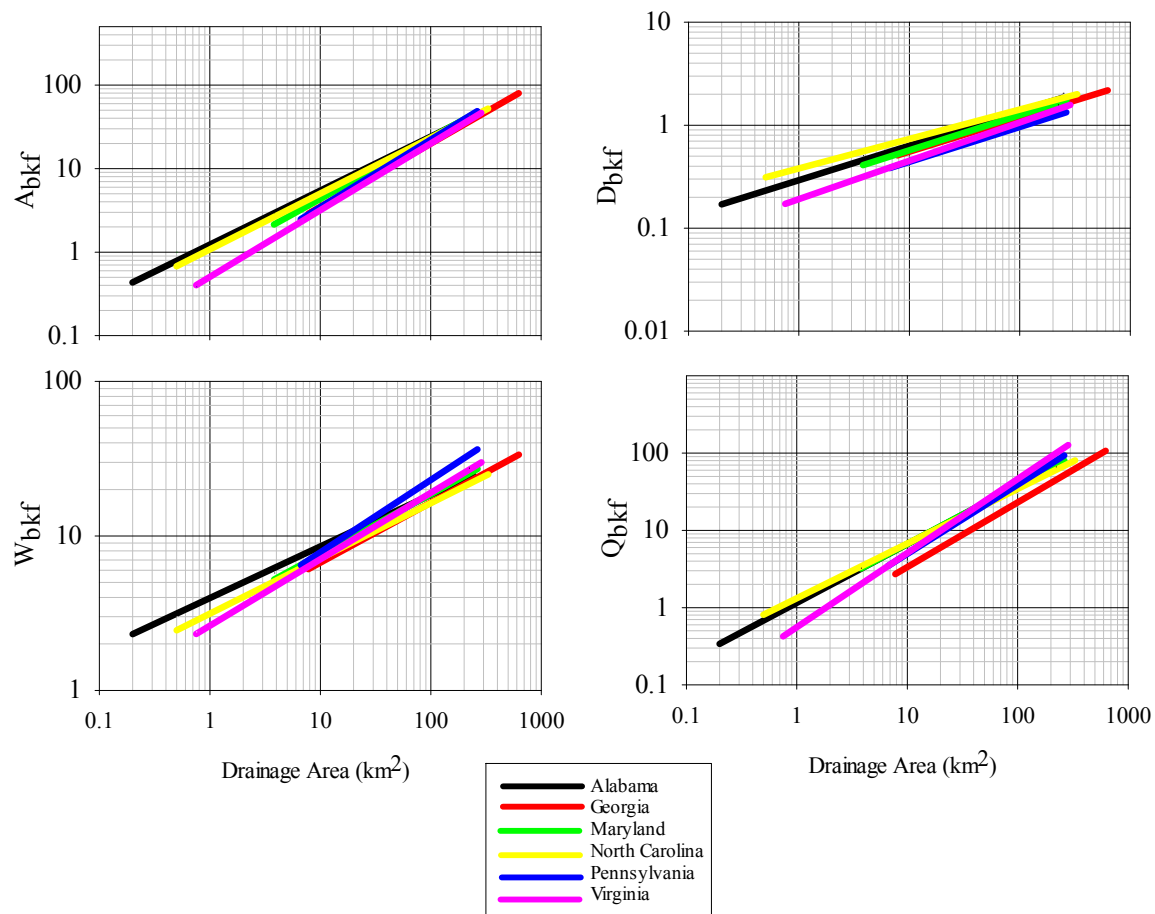 100
10
1
0.1
Abkf
10
1
0.1
0.01
Dbkf
100
10
1
Wbkf
0.1
1
10
100
1000
Drainage Area (km2)
100
10
1
0.1
Qbkf
0.1
1
10
100
1000
Drainage Area (km2)
Alabama
Georgia
Maryland
North Carolina
Pennsylvania
Virginia